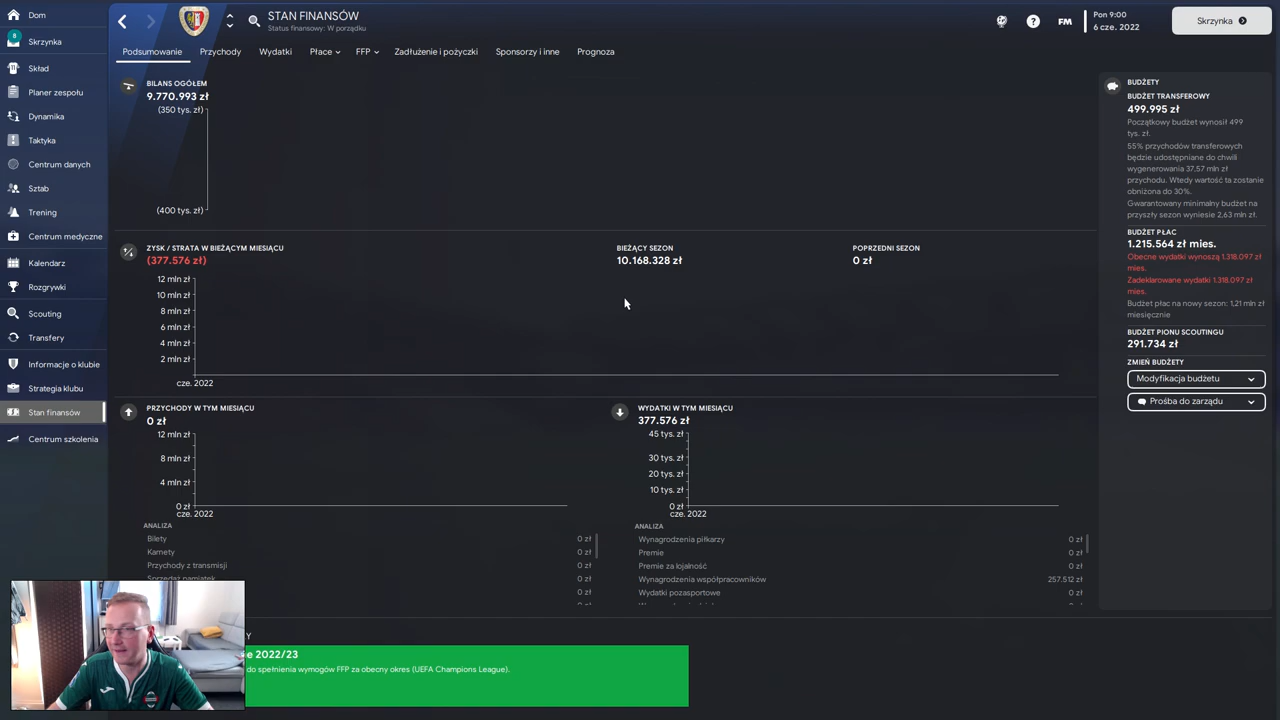 Dom
8
Skrzynka
Skład
Planer zespołu
Dynamika
Taktyka
Centrum danych
Sztab
Trening
Centrum medyczne
Kalendarz
Rozgrywki
Scouting
Transfery
Informacje o klubie
Strategia klubu
Stan finansów
Centrum szkolenia
STAN FINANSÓW
Status finansowy: W porządku
FM
Pon 9:00
6 cze. 2022
Skrzynka
Podsumowanie
Przychody
Wydatki
Płace
FFP
Zadłużenie i pożyczki
Sponsorzy i inne
Prognoza
BILANS OGÓŁEM
9.770.993 zł
(350 tys. zł)
(400 tys. zł)
ZYSK / STRATA W BIEŻĄCYM MIESIĄCU
(377.576 zł)
BIEŻĄCY SEZON
10.168.328 zł
POPRZEDNI SEZON
0 zł
12 mln zł
10 mln zł
8 mln zł
6 mln zł
4 mln zł
2 mln zł
cze. 2022
PRZYCHODY W TYM MIESIĄCU
0 zł
12 mln zł
8 mln zł
4 mln zł
0 zł
cze. 2022
ANALIZA
Bilety 0 zł
Karnety 0 zł
Przychody z transmisji 0 zł
Sprzedaż pamiątek 0 zł
0 zł
WYDATKI W TYM MIESIĄCU
377.576 zł
45 tys. zł
30 tys. zł
20 tys. zł
10 tys. zł
0 zł
cze. 2022
ANALIZA
Wynagrodzenia piłkarzy 0 zł
Premie 0 zł
Premie za lojalność 0 zł
Wynagrodzenia współpracowników 257.512 zł
Wydatki pozasportowe 0 zł
0 zł
Y
e 2022/23
do spełnienia wymogów FFP za obecny okres (UEFA Champions League).
BUDŻETY
BUDŻET TRANSFEROWY
499.995 zł
Początkowy budżet wynosił 499
tys. zł.
55% przychodów transferowych
będzie udostępniane do chwili
wygenerowania 37.57 mln zł
przychodu. Wtedy wartość ta zostanie
obniżona do 30%.
Gwarantowany minimalny budżet na
przyszły sezon wyniesie 2,63 mln zł.
BUDŻET PŁAC
1.215.564 zł mies.
Obecne wydatki wynoszą 1.318.097 zł
mies.
Zadeklarowane wydatki 1.318.097 zł
mies.
Budżet płac na nowy sezon: 1,21 mln zł
miesięcznie
BUDŻET PIONU SCOUTINGU
291.734 zł
ZMIEŃ BUDŻETY
Modyfikacja budżetu
Prośba do zarządu